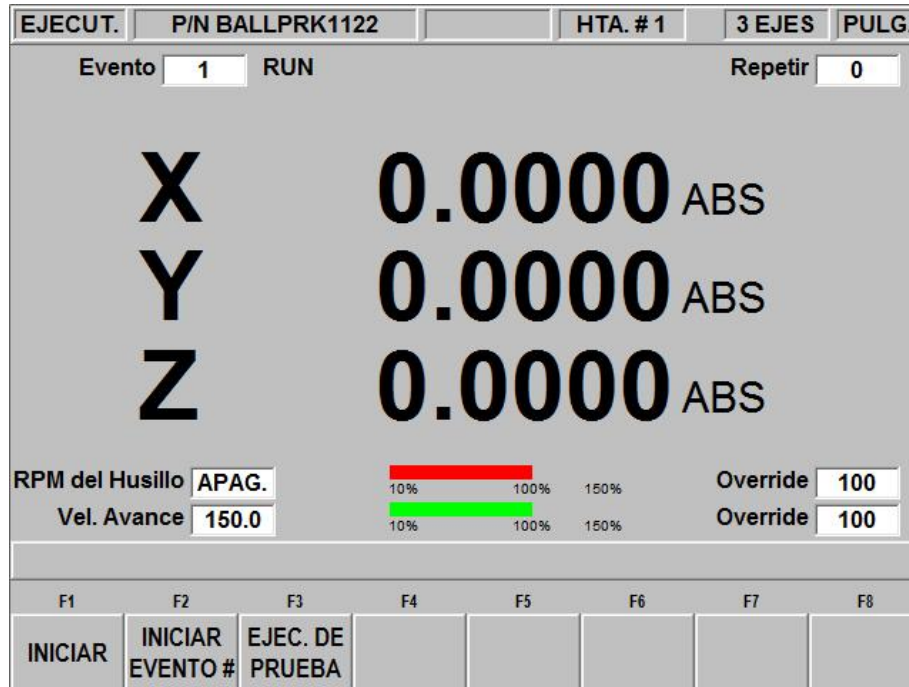 EJECUT. P/N BALLPRK1122 HTA. # 1 3 EJES PULG.
Evento 1 RUN Repetir 0
X 0.0000 ABS
Y 0.0000 ABS
Z 0.0000 ABS
RPM del Husillo APAG. 10% 100% 150% Override 100
Vel. Avance 150.0 10% 100% 150% Override 100
F1 F2 F3 F4 F5 F6 F7 F8
INICIAR INICIAR EVENTO # EJEC. DE PRUEBA